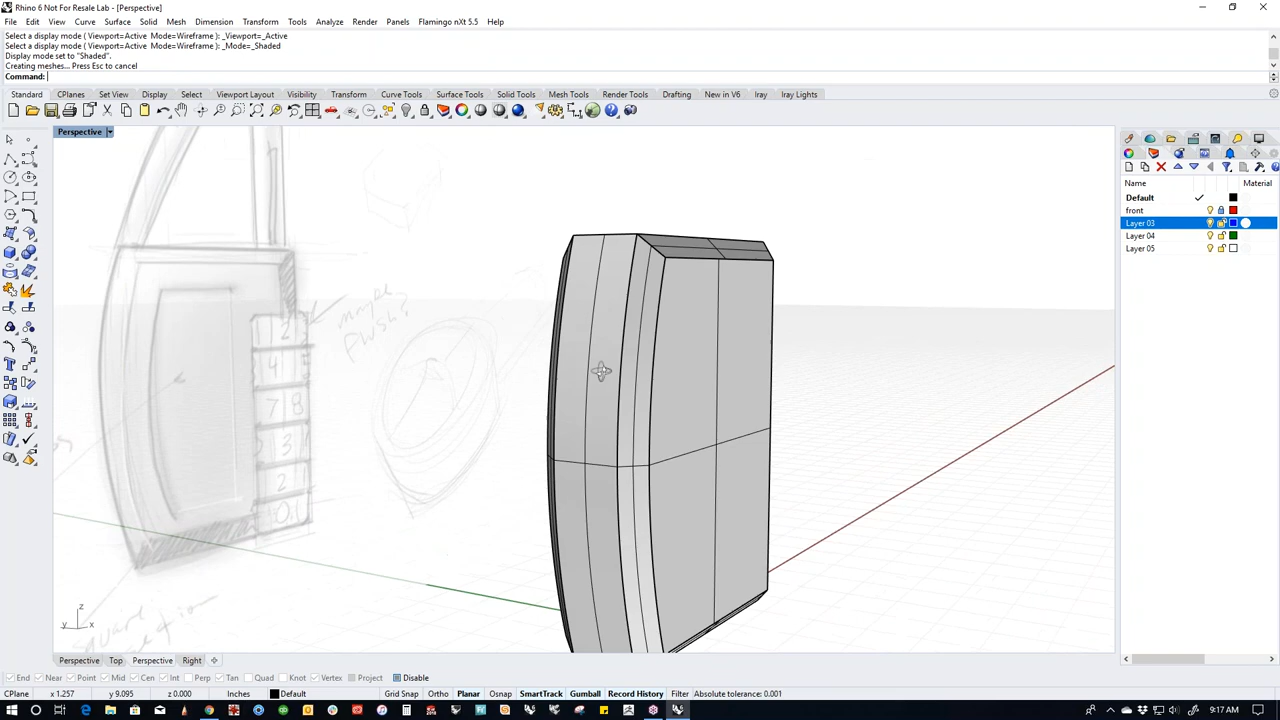 Rhino 6 Not For Resale Lab - [Perspective]
File Edit View Curve Surface Solid Mesh Dimension Transform Tools Analyze Render Panels Flamingo nXt 5.5 Help
Select a display mode ( Viewport=Active Mode=Wireframe ): _Viewport=_Active
Select a display mode ( Viewport=Active Mode=Wireframe ): _Mode=_Shaded
Display mode set to "Shaded".
Creating meshes... Press Esc to cancel
Command:
Standard CPlanes Set View Display Select Viewport Layout Visibility Transform Curve Tools Surface Tools Solid Tools Mesh Tools Render Tools Drafting New in V6 Iray Iray Lights
Perspective
Name Material
Default
front
Layer 03
Layer 04
Layer 05
2
4
7 8
3
2
0
z
y x
Perspective Top Perspective Right
End Near Point Mid Cen Int Perp Tan Quad Knot Vertex Project Disable
CPlane x 1.257 y 9.095 z 0.000 Inches Default Grid Snap Ortho Planar Osnap SmartTrack Gumball Record History Filter Absolute tolerance: 0.001
9:17 AM